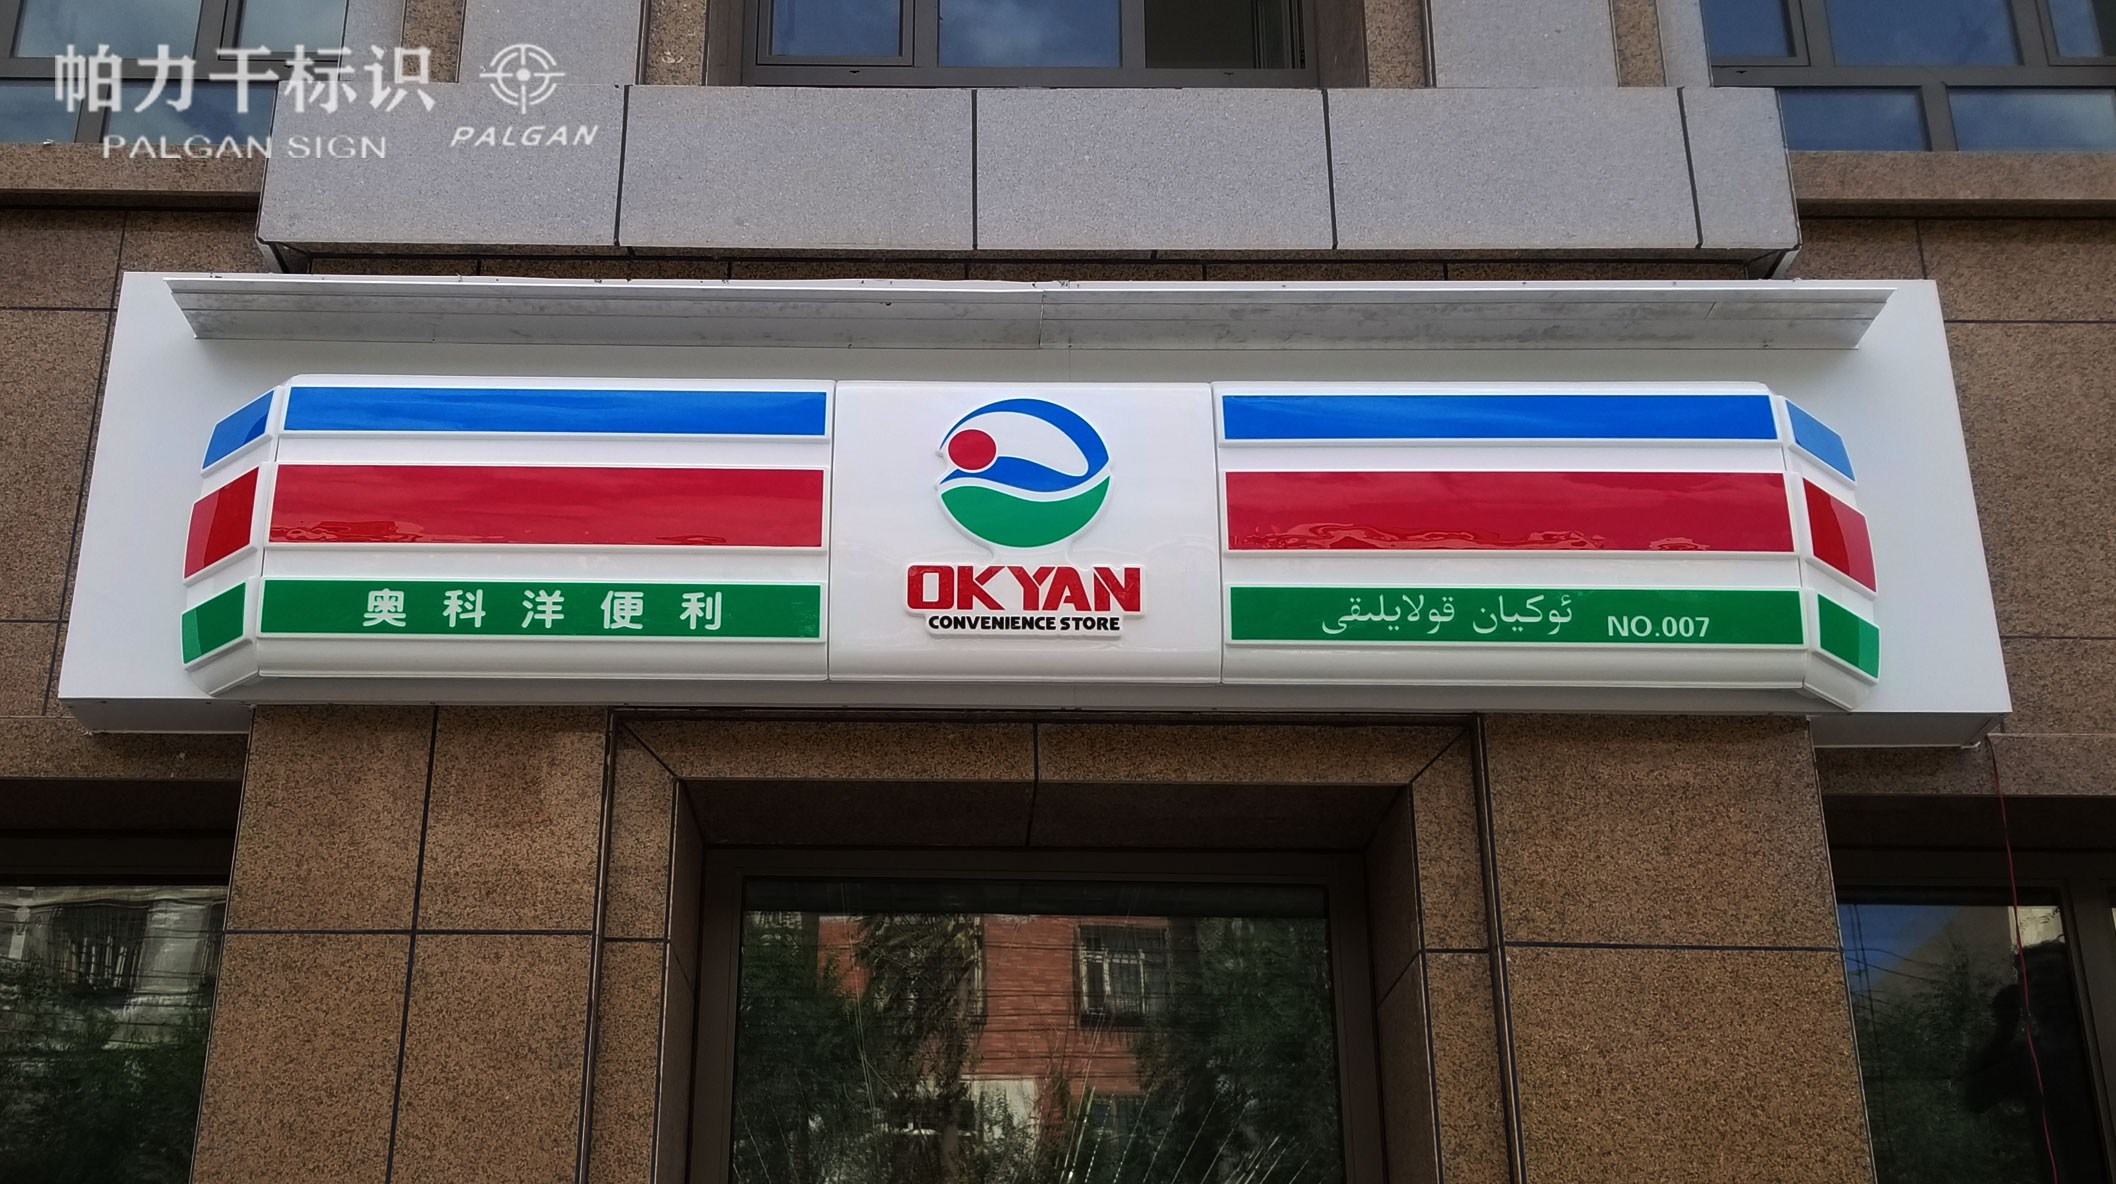 帕力干标识
PALGAN SIGN
PALGAN
奥科洋便利
OKYAN
CONVENIENCE STORE
ئوكيان قولايلىقى
NO.007